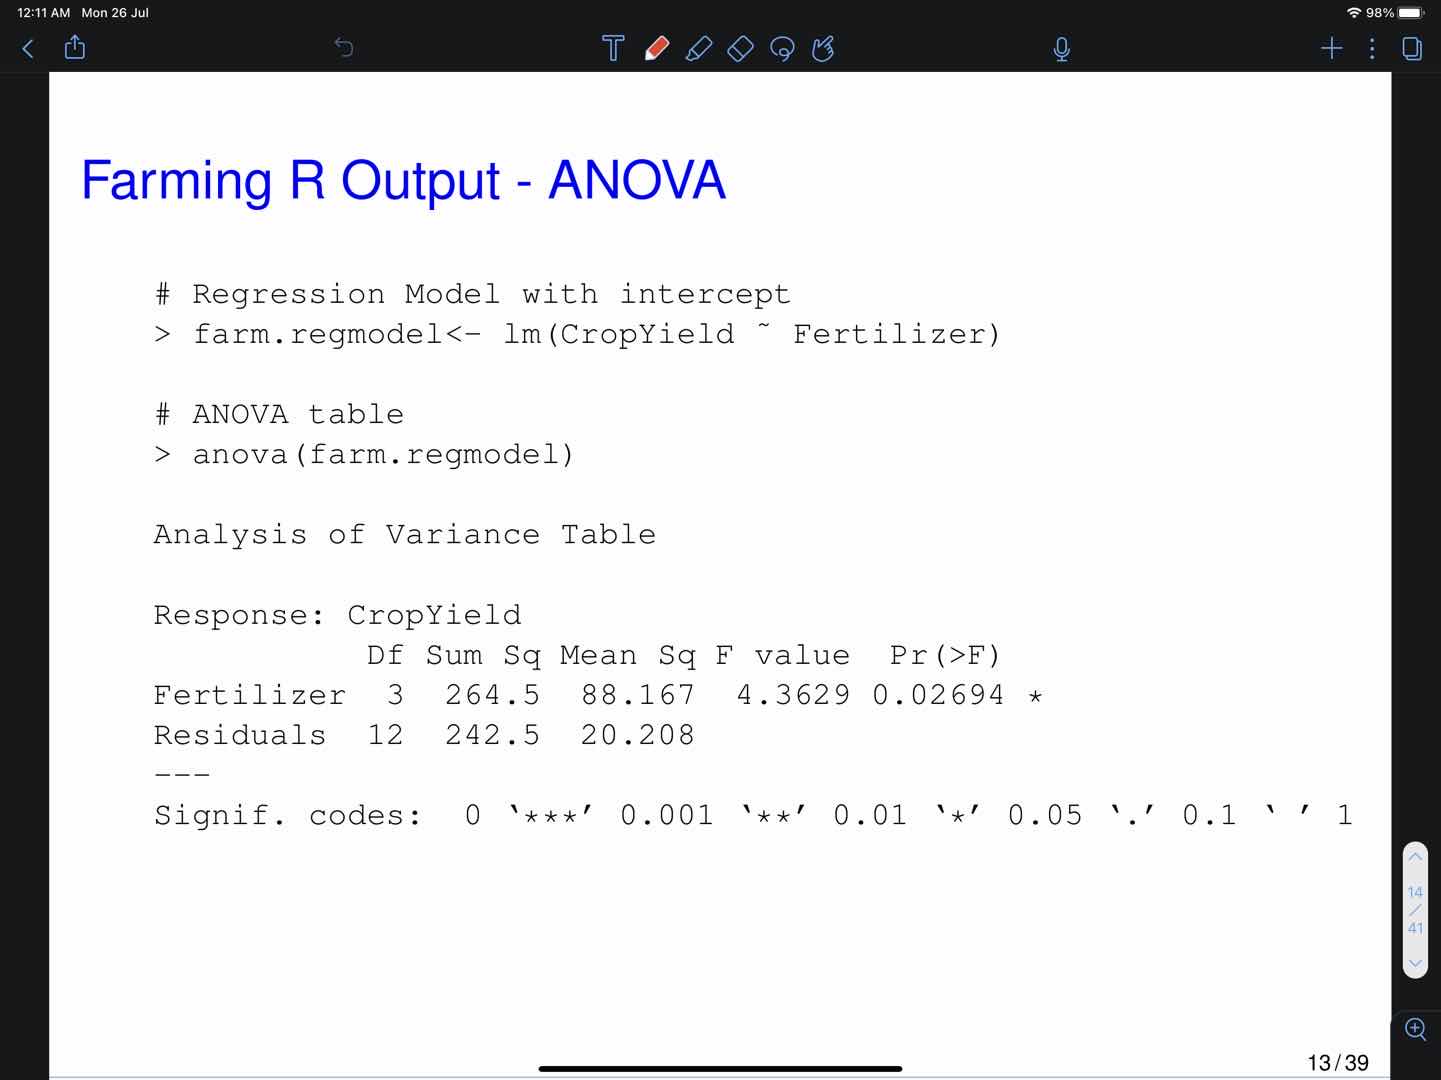 12:11 AM Mon 26 Jul
98%
Farming R Output - ANOVA
# Regression Model with intercept
> farm.regmodel<- lm(CropYield ˜ Fertilizer)
# ANOVA table
> anova(farm.regmodel)
Analysis of Variance Table
Response: CropYield
Df Sum Sq Mean Sq F value Pr(>F)
Fertilizer 3 264.5 88.167 4.3629 0.02694 *
Residuals 12 242.5 20.208
---
Signif. codes: 0 ‘***’ 0.001 ‘**’ 0.01 ‘*’ 0.05 ‘.’ 0.1 ‘ ’ 1
14
/
41
13/39